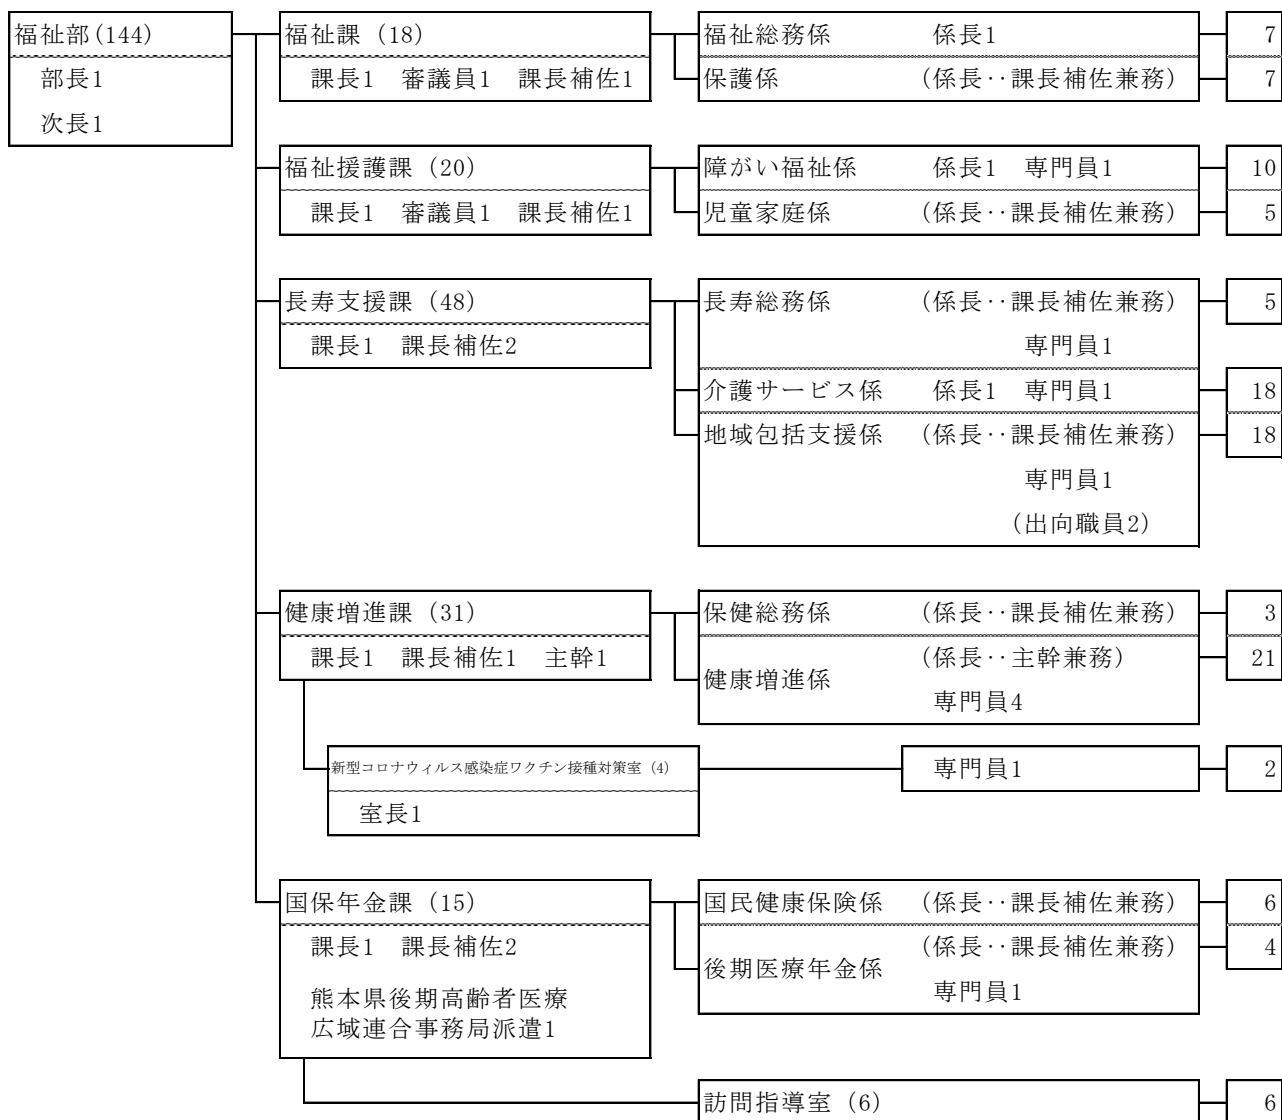 福祉部(144)
部長1
次長1
福祉課（18）
課長1　審議員1　課長補佐1
福祉総務係　係長1　7
保護係　(係長‥課長補佐兼務)　7
福祉援護課（20）
課長1　審議員1　課長補佐1
障がい福祉係　係長1　専門員1　10
児童家庭係　(係長‥課長補佐兼務)　5
長寿支援課（48）
課長1　課長補佐2
長寿総務係　(係長‥課長補佐兼務)　5
専門員1
介護サービス係　係長1　専門員1　18
地域包括支援係　(係長‥課長補佐兼務)　18
専門員1
(出向職員2)
健康増進課（31）
課長1　課長補佐1　主幹1
保健総務係　(係長‥課長補佐兼務)　3
健康増進係　(係長‥主幹兼務)　21
専門員4
新型コロナウィルス感染症ワクチン接種対策室（4）
室長1
専門員1　2
国保年金課（15）
課長1　課長補佐2
熊本県後期高齢者医療
広域連合事務局派遣1
国民健康保険係　(係長‥課長補佐兼務)　6
後期医療年金係　(係長‥課長補佐兼務)　4
専門員1
訪問指導室（6）　6